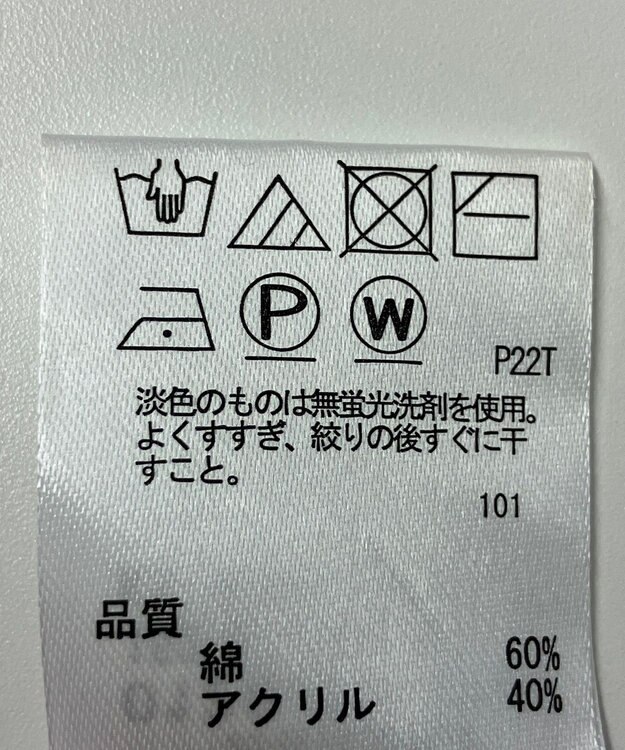 P W
P22T
淡色のものは無蛍光洗剤を使用。
よくすすぎ、絞りの後すぐに干
すこと。
101
品質
綿 60%
アクリル 40%